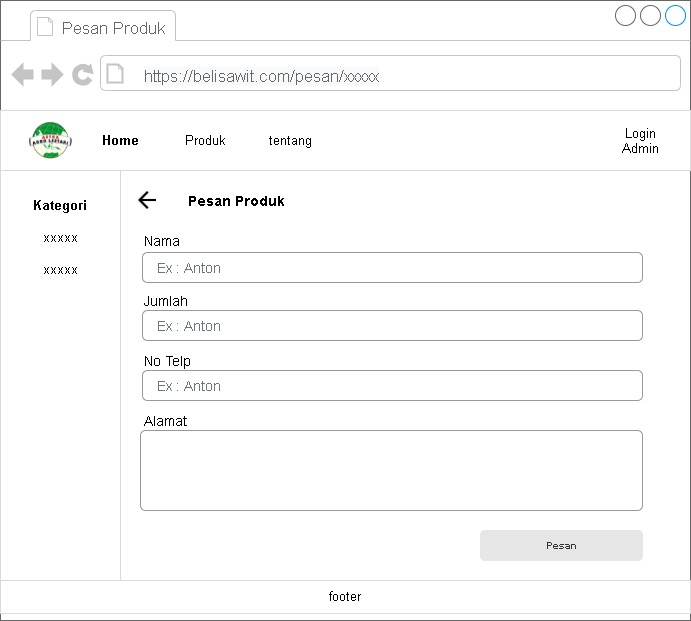 Pesan Produk
https://belisawit.com/pesan/xxxxx
Home
Produk
tentang
Login
Admin
Kategori
xxxxx
xxxxx
Pesan Produk
Nama
Ex : Anton
Jumlah
Ex : Anton
No Telp
Ex : Anton
Alamat
Pesan
footer